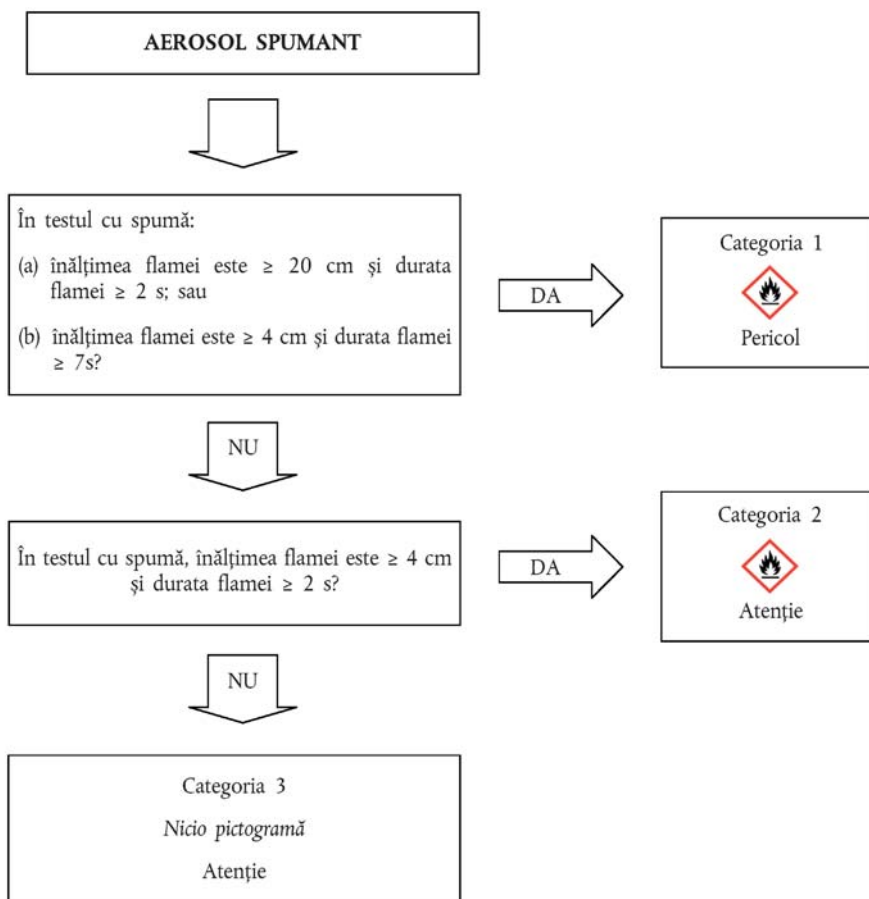 AEROSOL SPUMANT
În testul cu spumă:
(a) înălțimea flamei este ≥ 20 cm și durata
flamei ≥ 2 s; sau
(b) înălțimea flamei este ≥ 4 cm și durata flamei
≥ 7s?
DA
Categoria 1
Pericol
NU
În testul cu spumă, înălțimea flamei este ≥ 4 cm
și durata flamei ≥ 2 s?
DA
Categoria 2
Atenție
NU
Categoria 3
Nicio pictogramă
Atenție